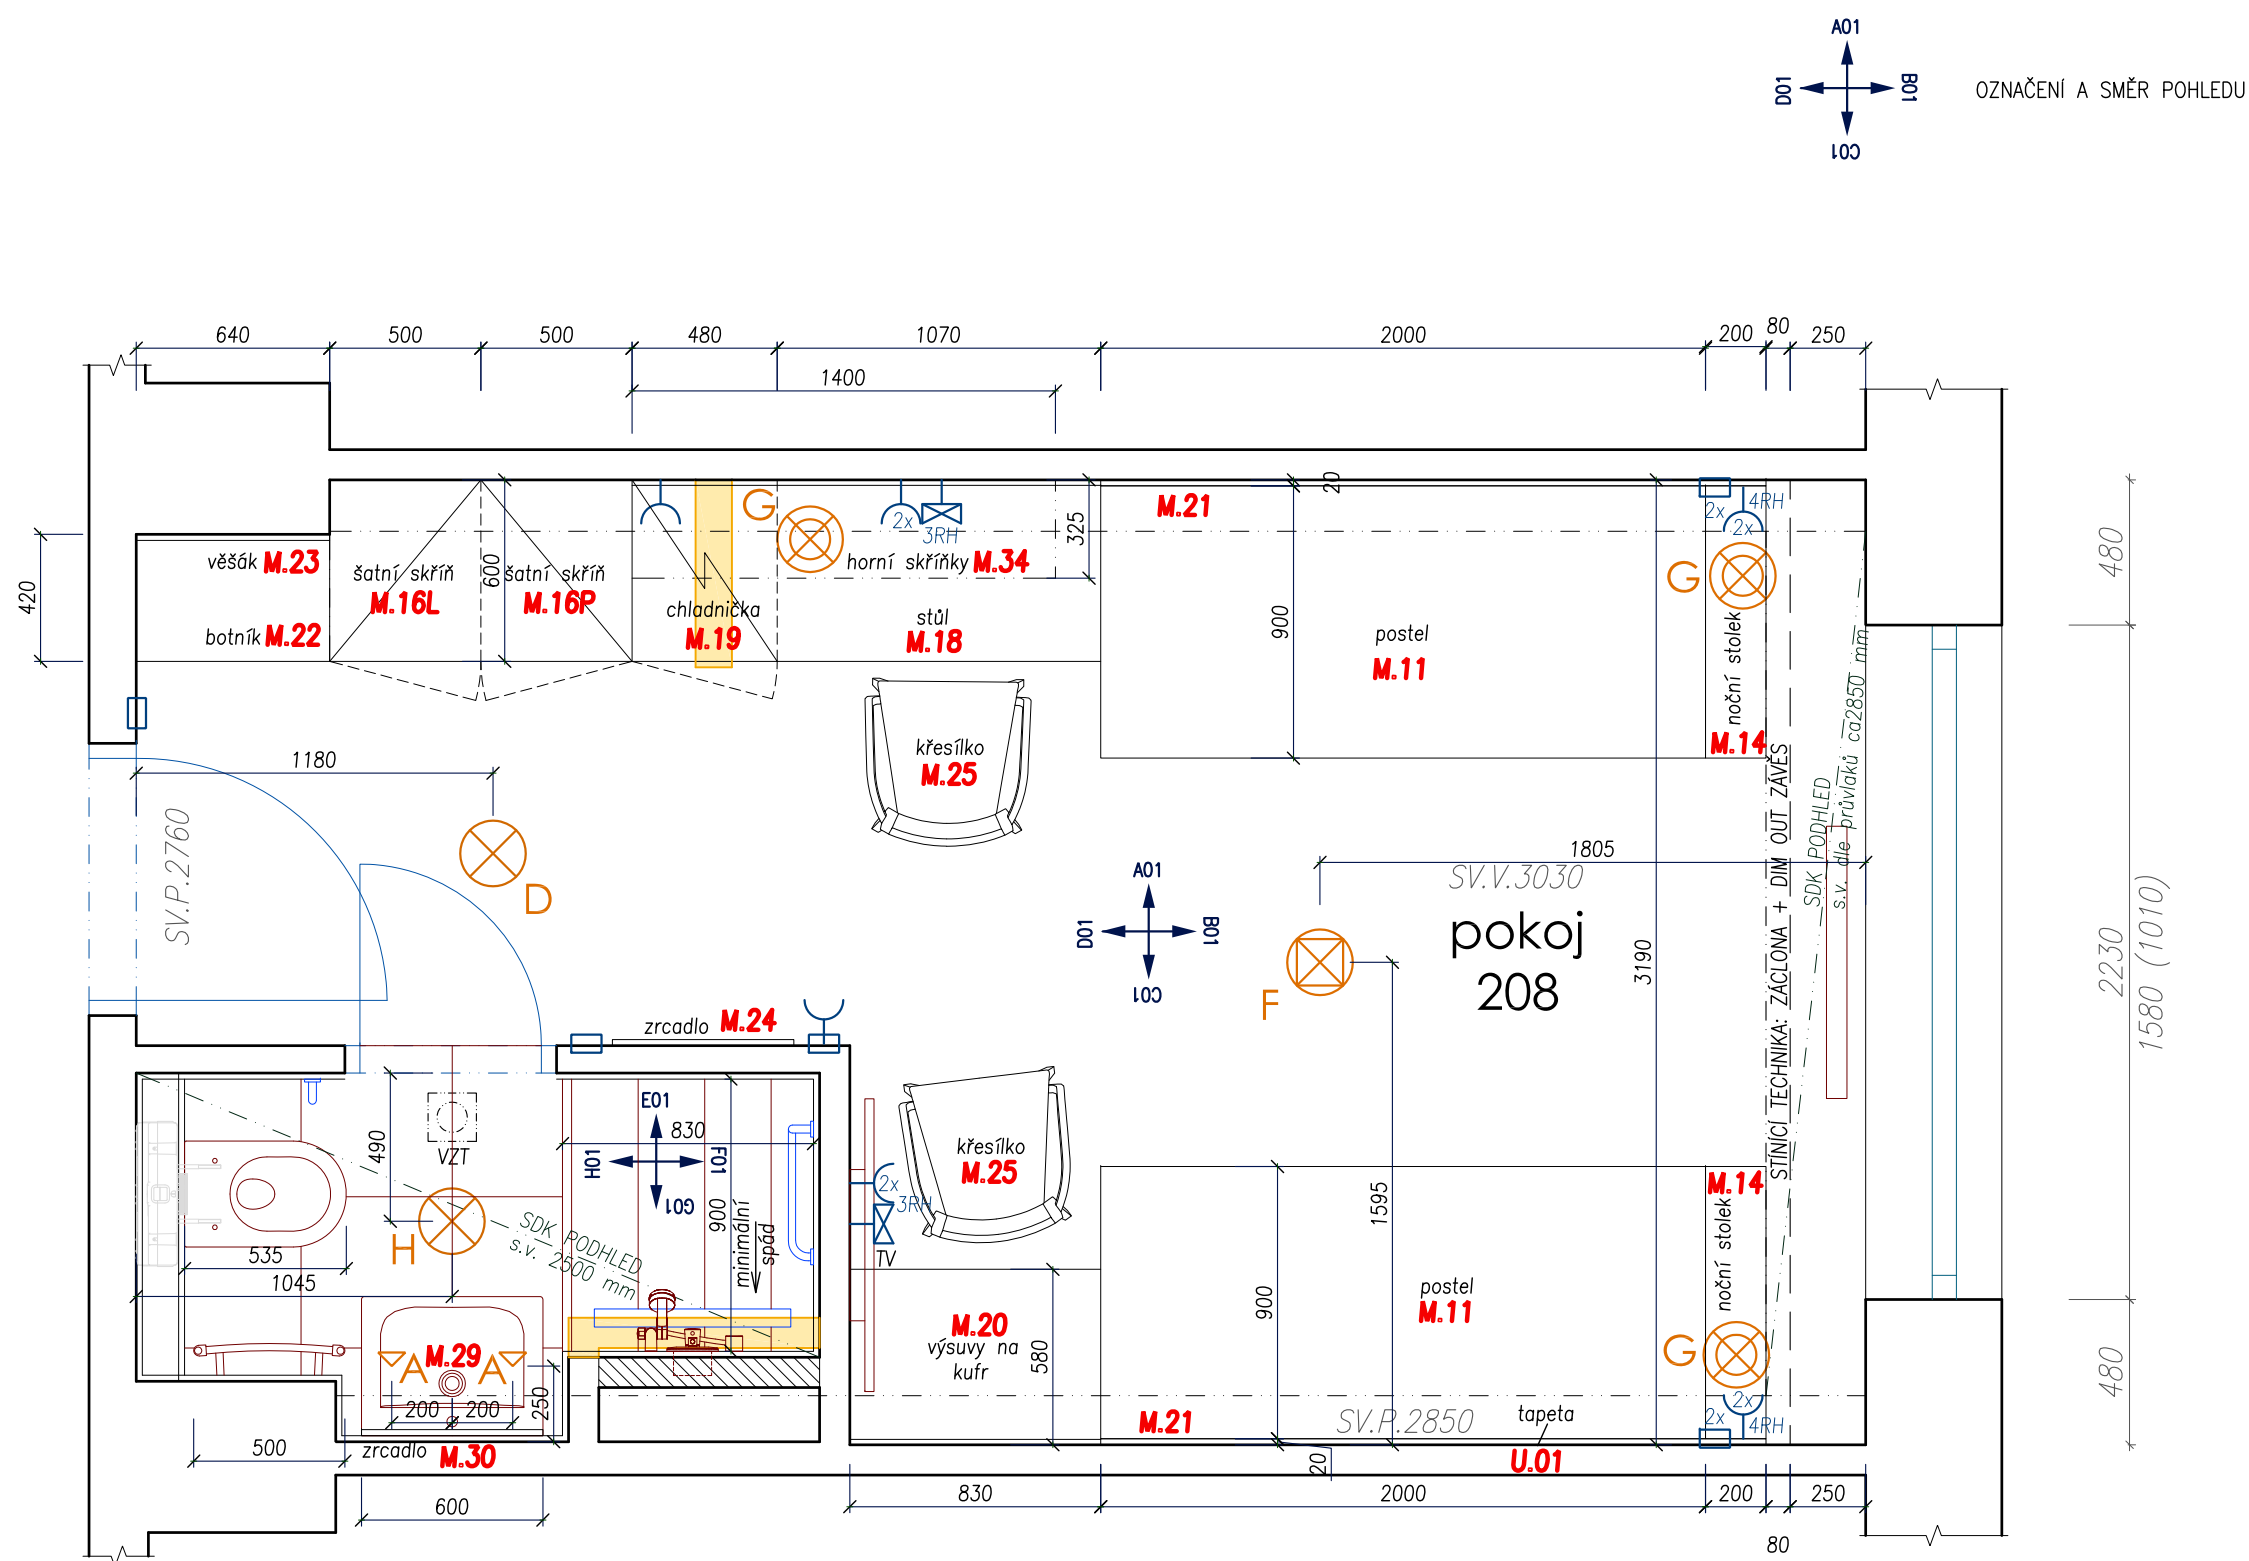 A01
D01
B01
C01
OZNAČENÍ A SMĚR POHLEDU
640
500
500
480
1070
2000
200
80
250
1400
20
M.21
2x
4RH
2x
G
2x
3RH
325
480
věšák M.23
horní skříňky M.34
G
šatní skříň
M.16L
600
šatní skříň
M.16P
420
chladnička
M.19
stůl
M.18
900
postel
M.11
noční stolek
botník M.22
M.14
křesílko
M.25
1180
SV.P.2760
D
1805
SV.V.3030
pokoj
208
3190
F
A01
D01
B01
C01
STÍNÍCÍ TECHNIKA: ZÁCLONA + DIM OUT ZÁVĚS
SDK PODHLED
s.v. dle průvlaků ca2850 mm
2230
1580 (1010)
zrcadlo M.24
E01
830
H01
F01
G01
490
VZT
900
minimální
spád
křesílko
M.25
2x
3RH
TV
1595
M.14
noční stolek
H
SDK PODHLED
s.v. 2500 mm
535
1045
postel
M.11
900
M.20
výsuvy na
kufr
580
G
480
M.29
A
A
200
200
250
2x
2x
4RH
M.21
SV.P.2850
tapeta
U.01
500
zrcadlo M.30
20
600
830
2000
200
250
80